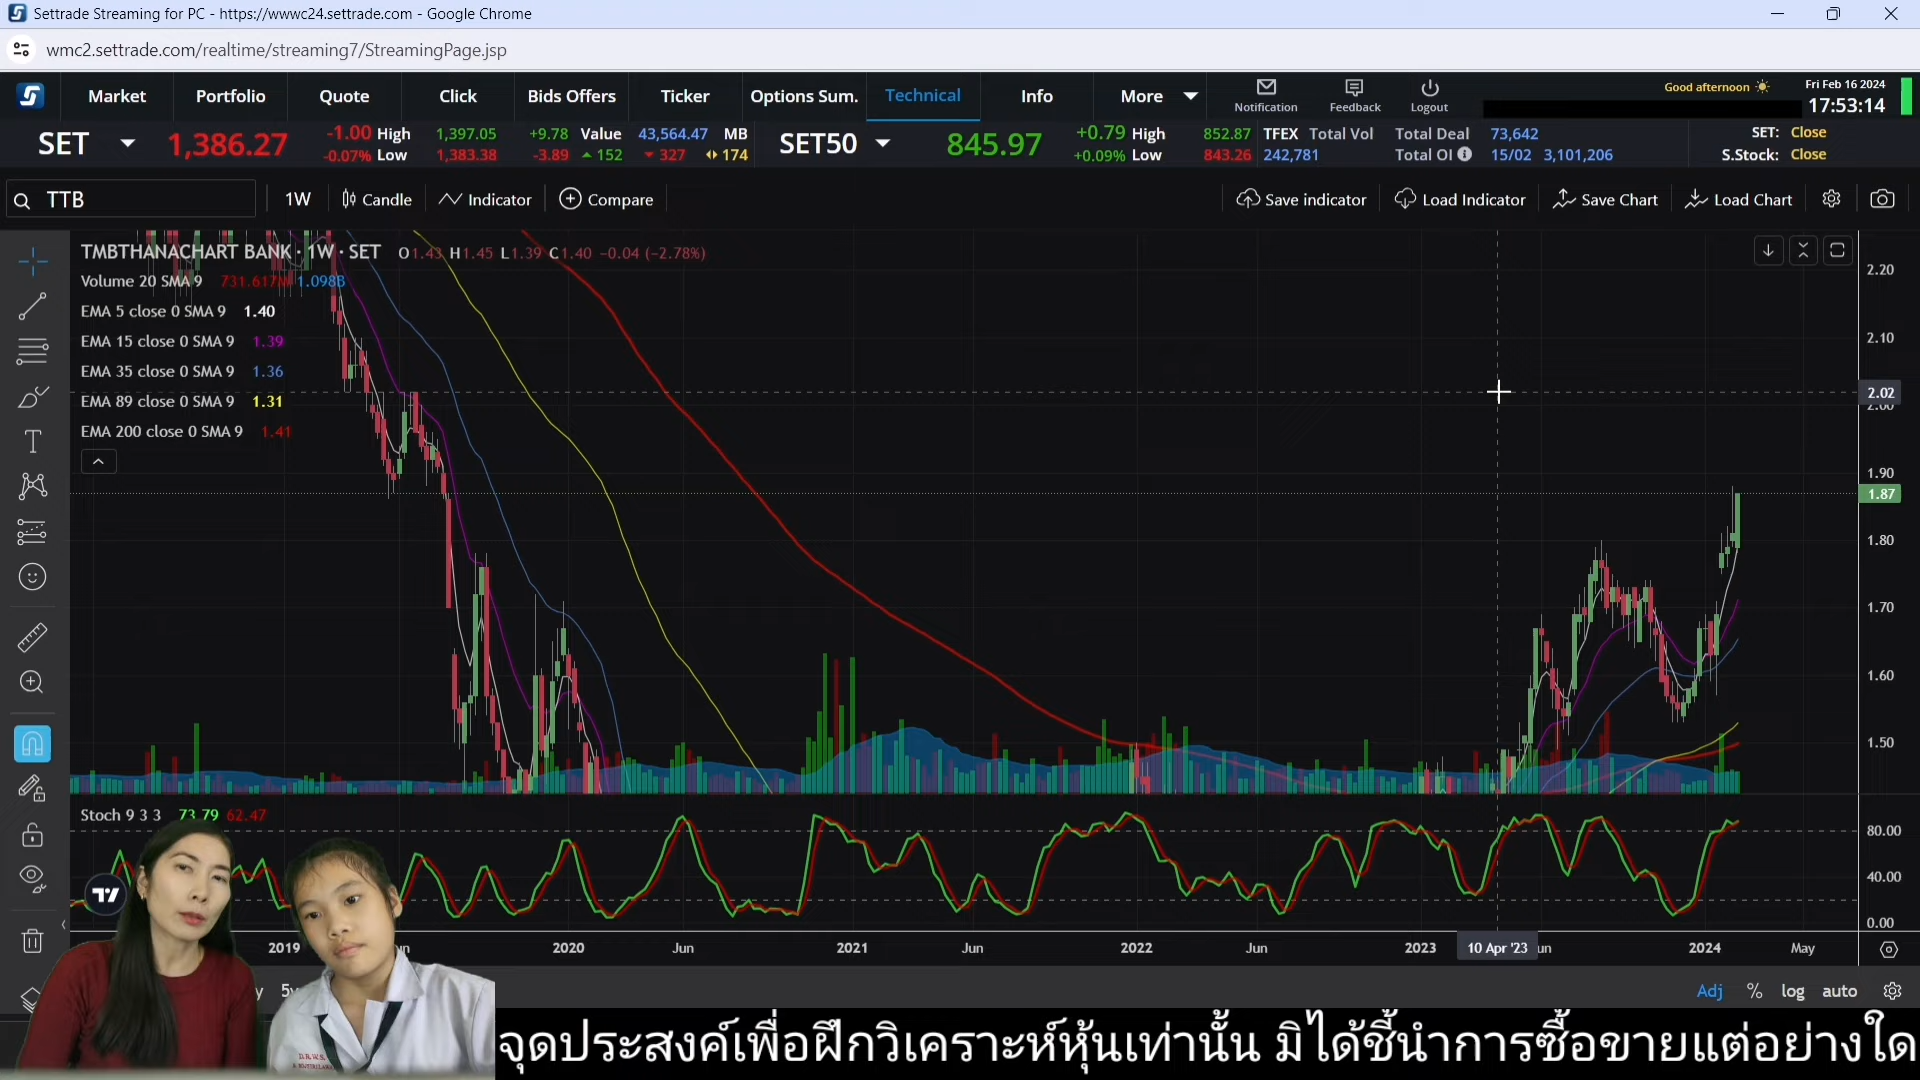 Settrade Streaming for PC - https://wwwc24.settrade.com - Google Chrome
wmc2.settrade.com/realtime/streaming7/StreamingPage.jsp
Market Portfolio Quote Click Bids Offers Ticker Options Sum. Technical Info More Notification Feedback Logout
Good afternoon Fri Feb 16 2024
17:53:14
SET 1,386.27 -1.00 High 1,397.05 +9.78 Value 43,564.47 MB SET50 845.97 +0.79 High 852.87 TFEX Total Vol Total Deal 73,642 SET: Close
-0.07% Low 1,383.38 -3.89 152 327 174 +0.09% Low 843.26 242,781 Total OI 15/02 3,101,206 S.Stock: Close
TTB 1W Candle Indicator Compare Save indicator Load Indicator Save Chart Load Chart
TMBTHANACHART BANK · 1W · SET O1.43 H1.45 L1.39 C1.40 -0.04 (-2.78%)
Volume 20 SMA 9 731.617M 1.098B
EMA 5 close 0 SMA 9 1.40
EMA 15 close 0 SMA 9 1.39
EMA 35 close 0 SMA 9 1.36
EMA 89 close 0 SMA 9 1.31
EMA 200 close 0 SMA 9 1.41
2.20
2.10
2.02
2.00
1.90
1.87
1.80
1.70
1.60
1.50
Stoch 9 3 3 73.79 62.47
80.00
40.00
0.00
2019 2020 Jun 2021 Jun 2022 Jun 2023 10 Apr '23 2024 May
Adj % log auto
จุดประสงค์เพื่อฝึกวิเคราะห์หุ้นเท่านั้น มิได้ชี้นำการซื้อขายแต่อย่างใด